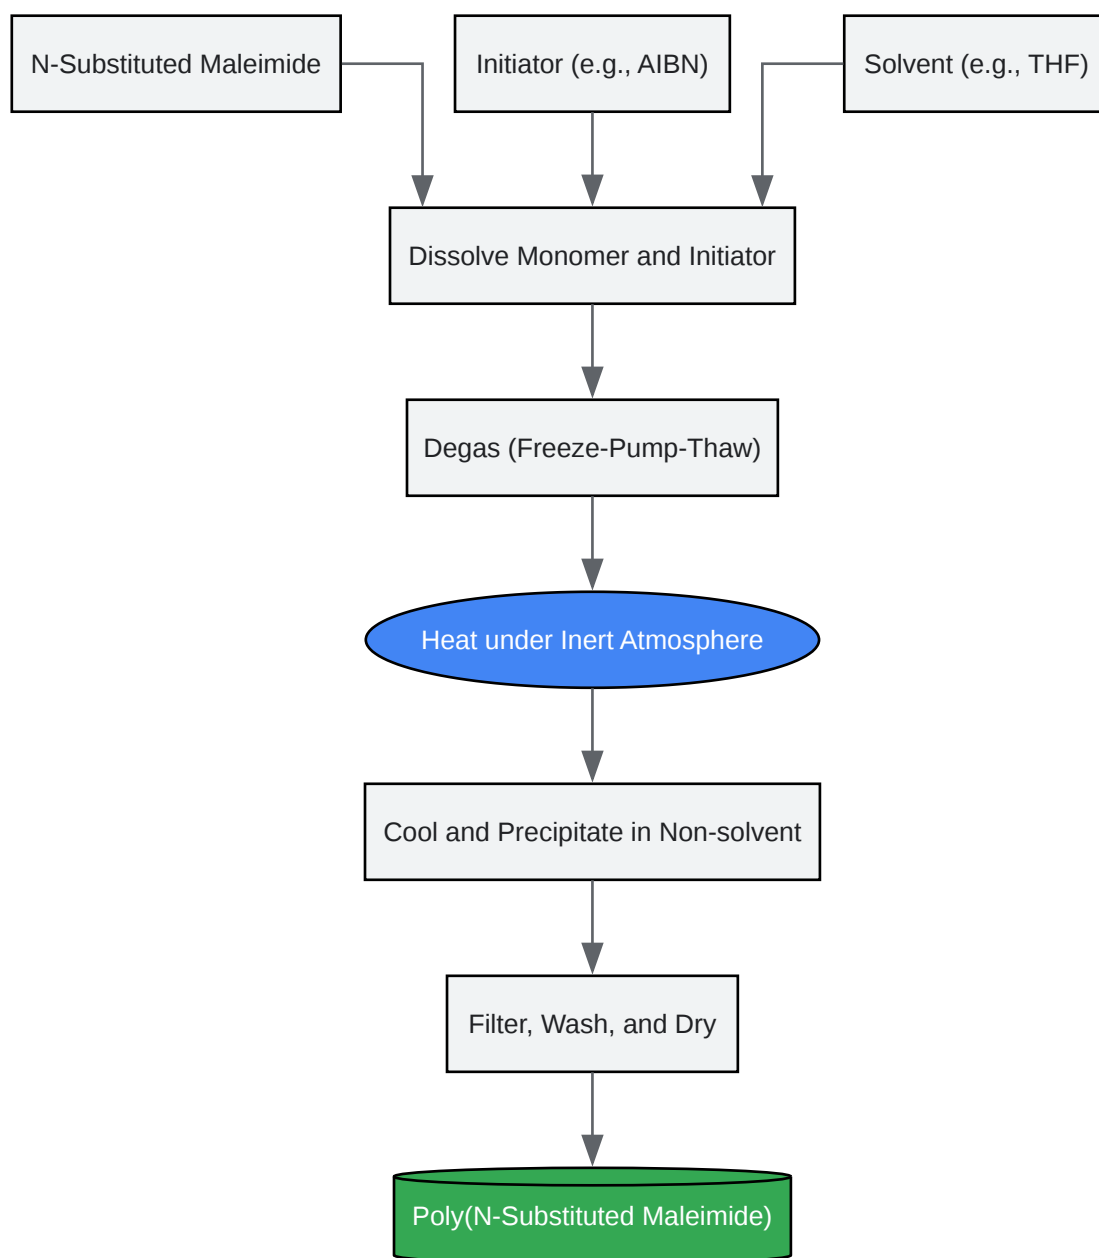 N-Substituted Maleimide
Initiator (e.g., AIBN)
Solvent (e.g., THF)
Dissolve Monomer and Initiator
Degas (Freeze-Pump-Thaw)
Heat under Inert Atmosphere
Cool and Precipitate in Non-solvent
Filter, Wash, and Dry
Poly(N-Substituted Maleimide)